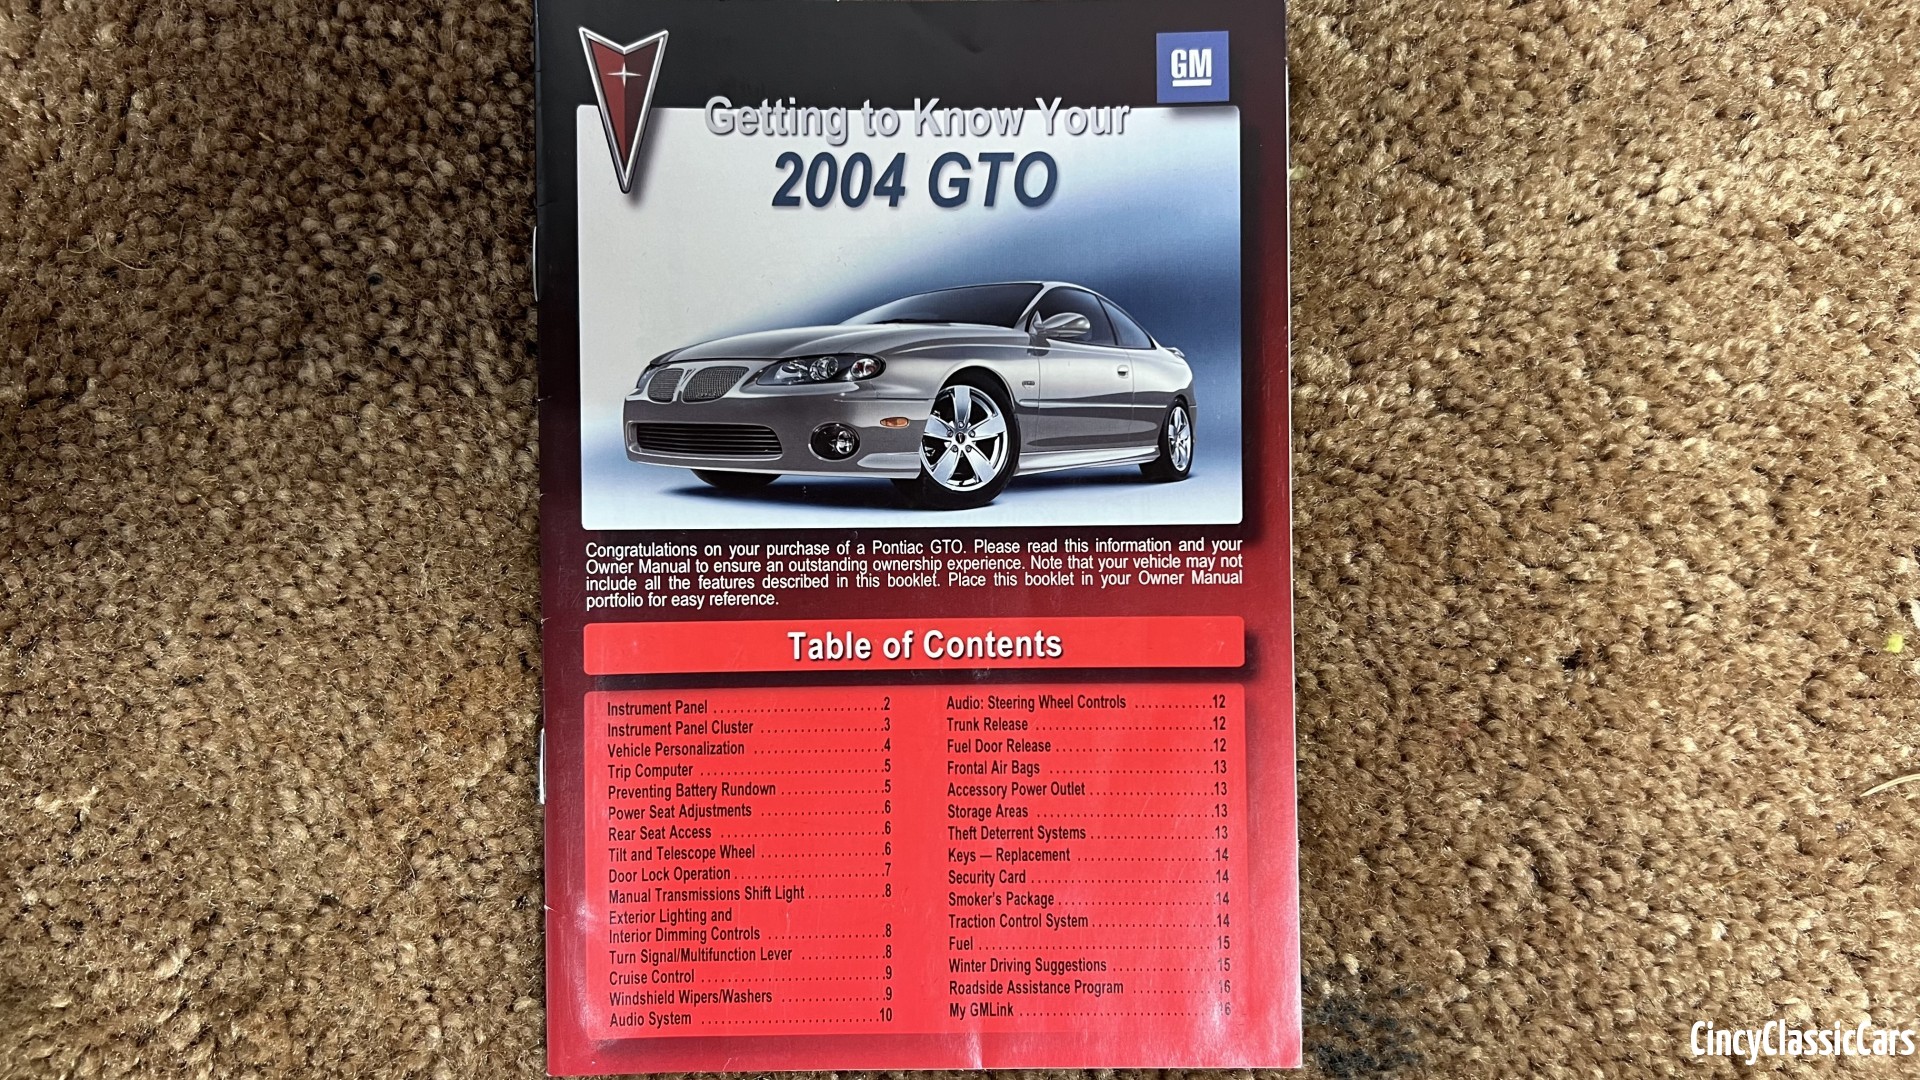 GM
Getting to Know Your
2004 GTO
Congratulations on your purchase of a Pontiac GTO. Please read this information and your
Owner Manual to ensure an outstanding ownership experience. Note that your vehicle may not
include all the features described in this booklet. Place this booklet in your Owner Manual
portfolio for easy reference.
Table of Contents
Instrument Panel . . . . . . . . . . . . . . . . . . . . . . . . . .2
Instrument Panel Cluster . . . . . . . . . . . . . . . . . . .3
Vehicle Personalization . . . . . . . . . . . . . . . . . . . .4
Trip Computer . . . . . . . . . . . . . . . . . . . . . . . . . . . .5
Preventing Battery Rundown . . . . . . . . . . . . . . . .5
Power Seat Adjustments . . . . . . . . . . . . . . . . . . . .6
Rear Seat Access . . . . . . . . . . . . . . . . . . . . . . . . .6
Tilt and Telescope Wheel . . . . . . . . . . . . . . . . . . .6
Door Lock Operation . . . . . . . . . . . . . . . . . . . . . . .7
Manual Transmissions Shift Light . . . . . . . . . . . .8
Exterior Lighting and
Interior Dimming Controls . . . . . . . . . . . . . . . . . .8
Turn Signal/Multifunction Lever . . . . . . . . . . . . .8
Cruise Control . . . . . . . . . . . . . . . . . . . . . . . . . . . .9
Windshield Wipers/Washers . . . . . . . . . . . . . . . .9
Audio System . . . . . . . . . . . . . . . . . . . . . . . . . . .10
Audio: Steering Wheel Controls . . . . . . . . . . . .12
Trunk Release . . . . . . . . . . . . . . . . . . . . . . . . . . .12
Fuel Door Release . . . . . . . . . . . . . . . . . . . . . . . .12
Frontal Air Bags . . . . . . . . . . . . . . . . . . . . . . . . .13
Accessory Power Outlet . . . . . . . . . . . . . . . . . . .13
Storage Areas . . . . . . . . . . . . . . . . . . . . . . . . . . .13
Theft Deterrent Systems . . . . . . . . . . . . . . . . . . .13
Keys — Replacement . . . . . . . . . . . . . . . . . . . . .14
Security Card . . . . . . . . . . . . . . . . . . . . . . . . . . . .14
Smoker's Package . . . . . . . . . . . . . . . . . . . . . . . .14
Traction Control System . . . . . . . . . . . . . . . . . . .14
Fuel . . . . . . . . . . . . . . . . . . . . . . . . . . . . . . . . . . . .15
Winter Driving Suggestions . . . . . . . . . . . . . . . .15
Roadside Assistance Program . . . . . . . . . . . . . .16
My GMLink . . . . . . . . . . . . . . . . . . . . . . . . . . . . .16
CincyClassicCars